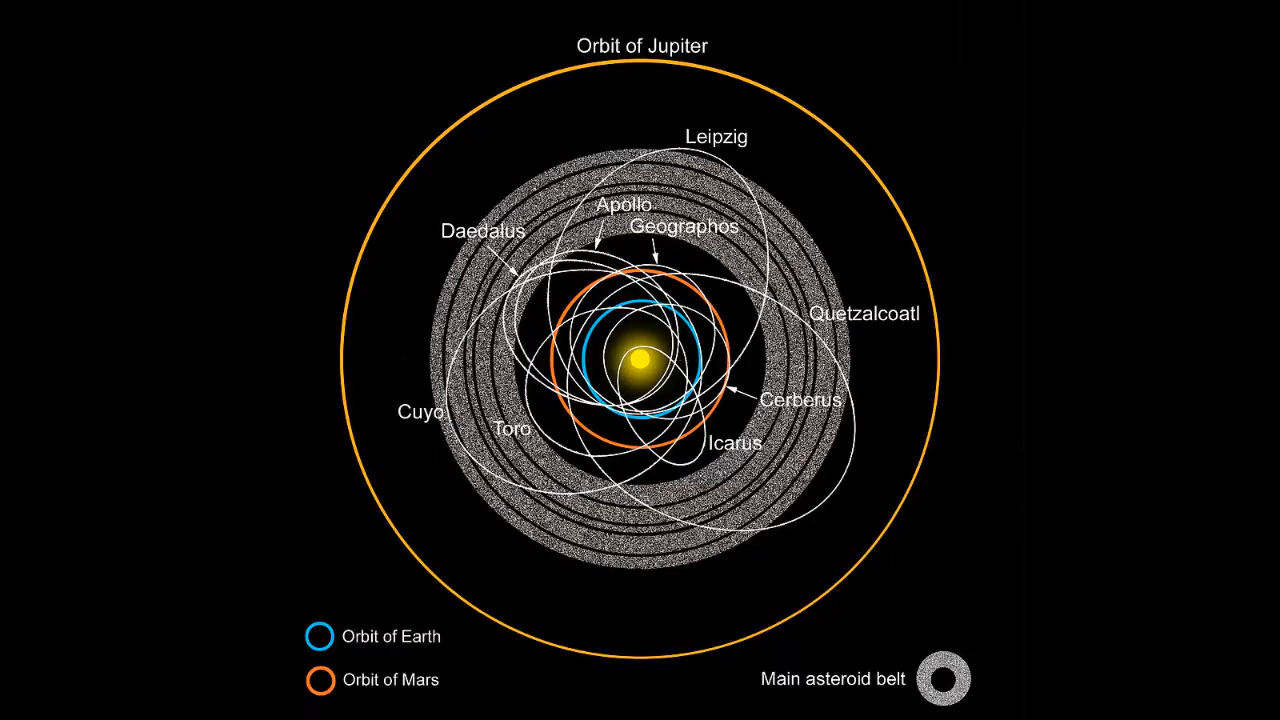 Orbit of Jupiter
Leipzig
Apollo
Geographos
Daedalus
Quetzalcoatl
Cerberus
Cuyo
Toro
Icarus
Orbit of Earth
Orbit of Mars
Main asteroid belt